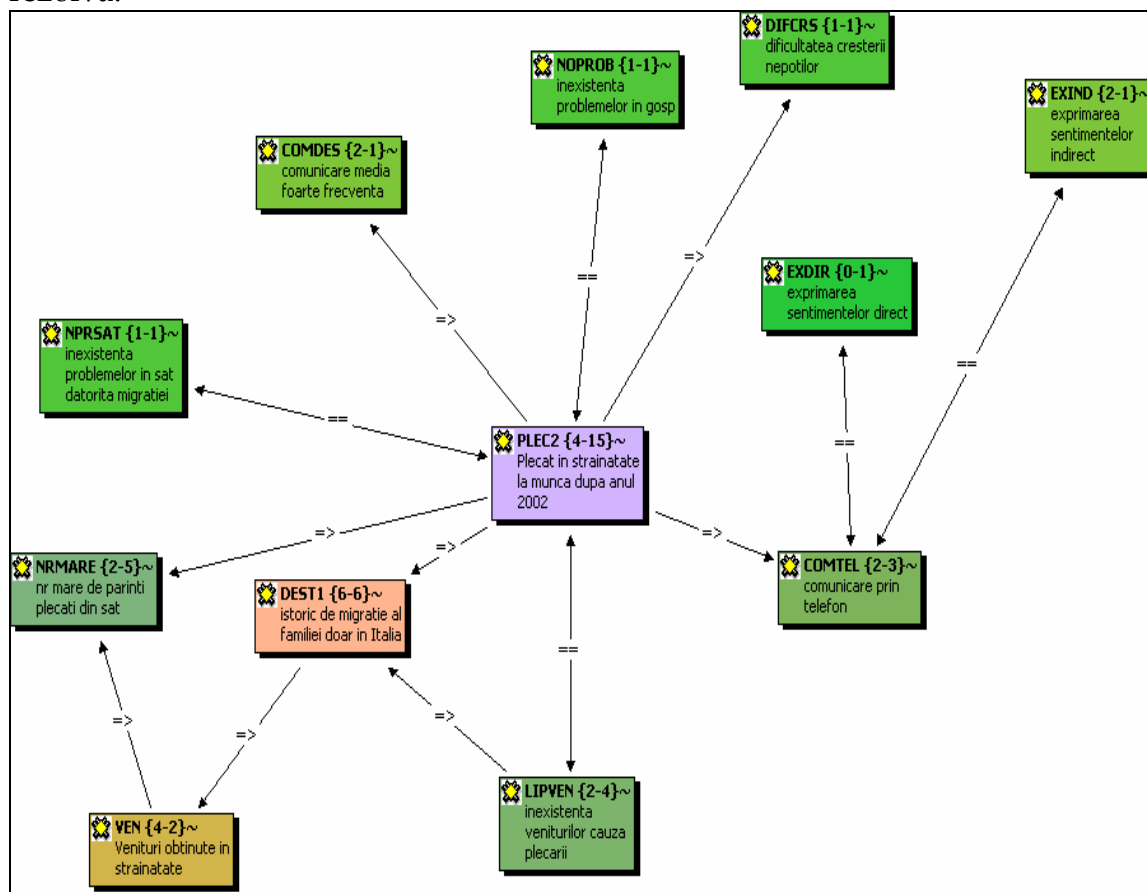 DIFCRS {1-1}~
dificultatea cresterii
nepotilor
NOPROB {1-1}~
inexistenta
problemelor in gosp
EXIND {2-1}~
exprimarea
sentimentelor
indirect
COMDES {2-1}~
comunicare media
foarte frecventa
==
=>
EXDIR {0-1}~
exprimarea
sentimentelor direct
=>
NPRSAT {1-1}~
inexistenta
problemelor in sat
datorita migratiei
==
==
PLEC2 {4-15}~
Plecat in strainatate
la munca dupa anul
2002
==
=>
=>
=>
NRMARE {2-5}~
nr mare de parinti
plecati din sat
COMTEL {2-3}~
comunicare prin
telefon
DEST1 {6-6}~
istoric de migratie al
familiei doar in Italia
==
=>
=>
=>
LIPVEN {2-4}~
inexistenta
veniturilor cauza
plecarii
VEN {4-2}~
Venituri obtinute in
strainatate